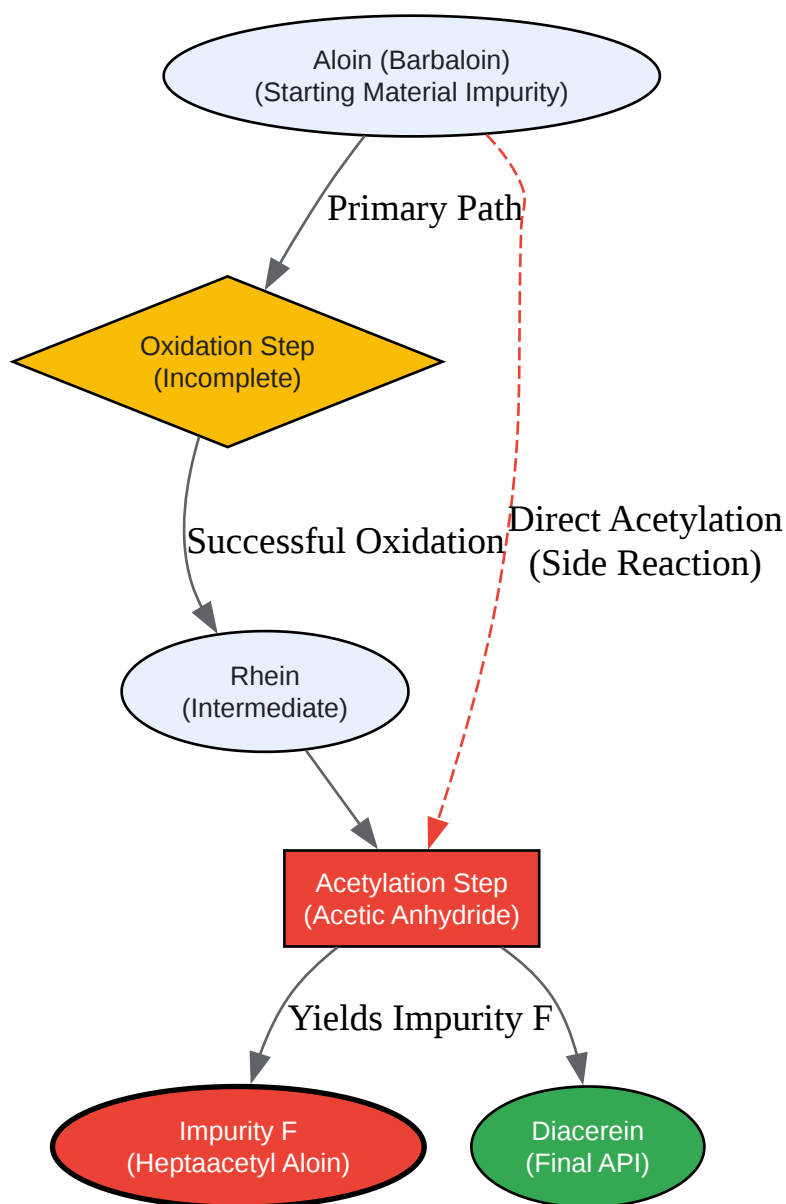 Aloin (Barbaloin)
(Starting Material Impurity)
Primary Path
Oxidation Step
(Incomplete)
Successful Oxidation
Direct Acetylation
(Side Reaction)
Rhein
(Intermediate)
Acetylation Step
(Acetic Anhydride)
Yields Impurity F
Impurity F
(Heptaacetyl Aloin)
Diacerein
(Final API)